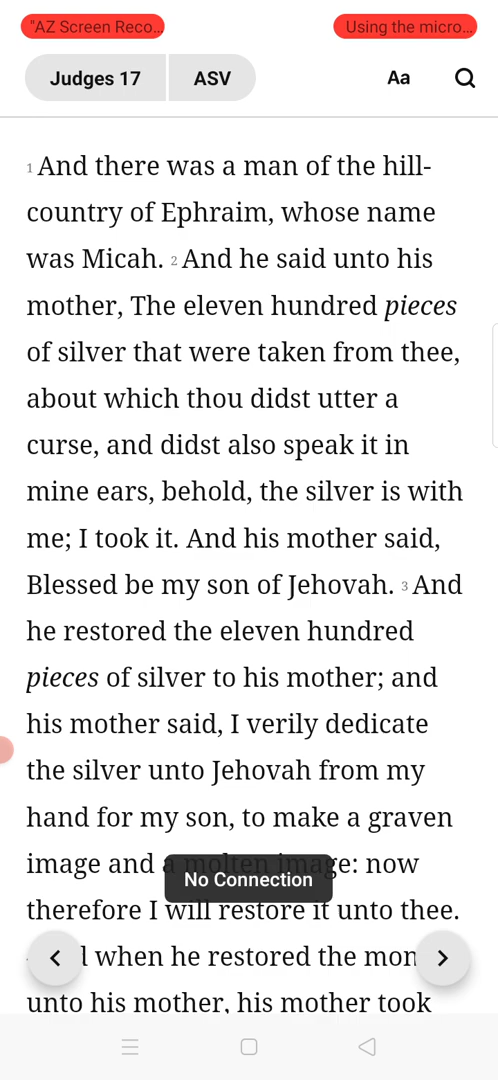 "AZ Screen Reco... Using the micro...
Judges 17 ASV Aa
1 And there was a man of the hill-
country of Ephraim, whose name
was Micah. 2 And he said unto his
mother, The eleven hundred pieces
of silver that were taken from thee,
about which thou didst utter a
curse, and didst also speak it in
mine ears, behold, the silver is with
me; I took it. And his mother said,
Blessed be my son of Jehovah. 3 And
he restored the eleven hundred
pieces of silver to his mother; and
his mother said, I verily dedicate
the silver unto Jehovah from my
hand for my son, to make a graven
image and a molten image: now
No Connection
therefore I will restore it unto thee.
when he restored the mon
unto his mother, his mother took